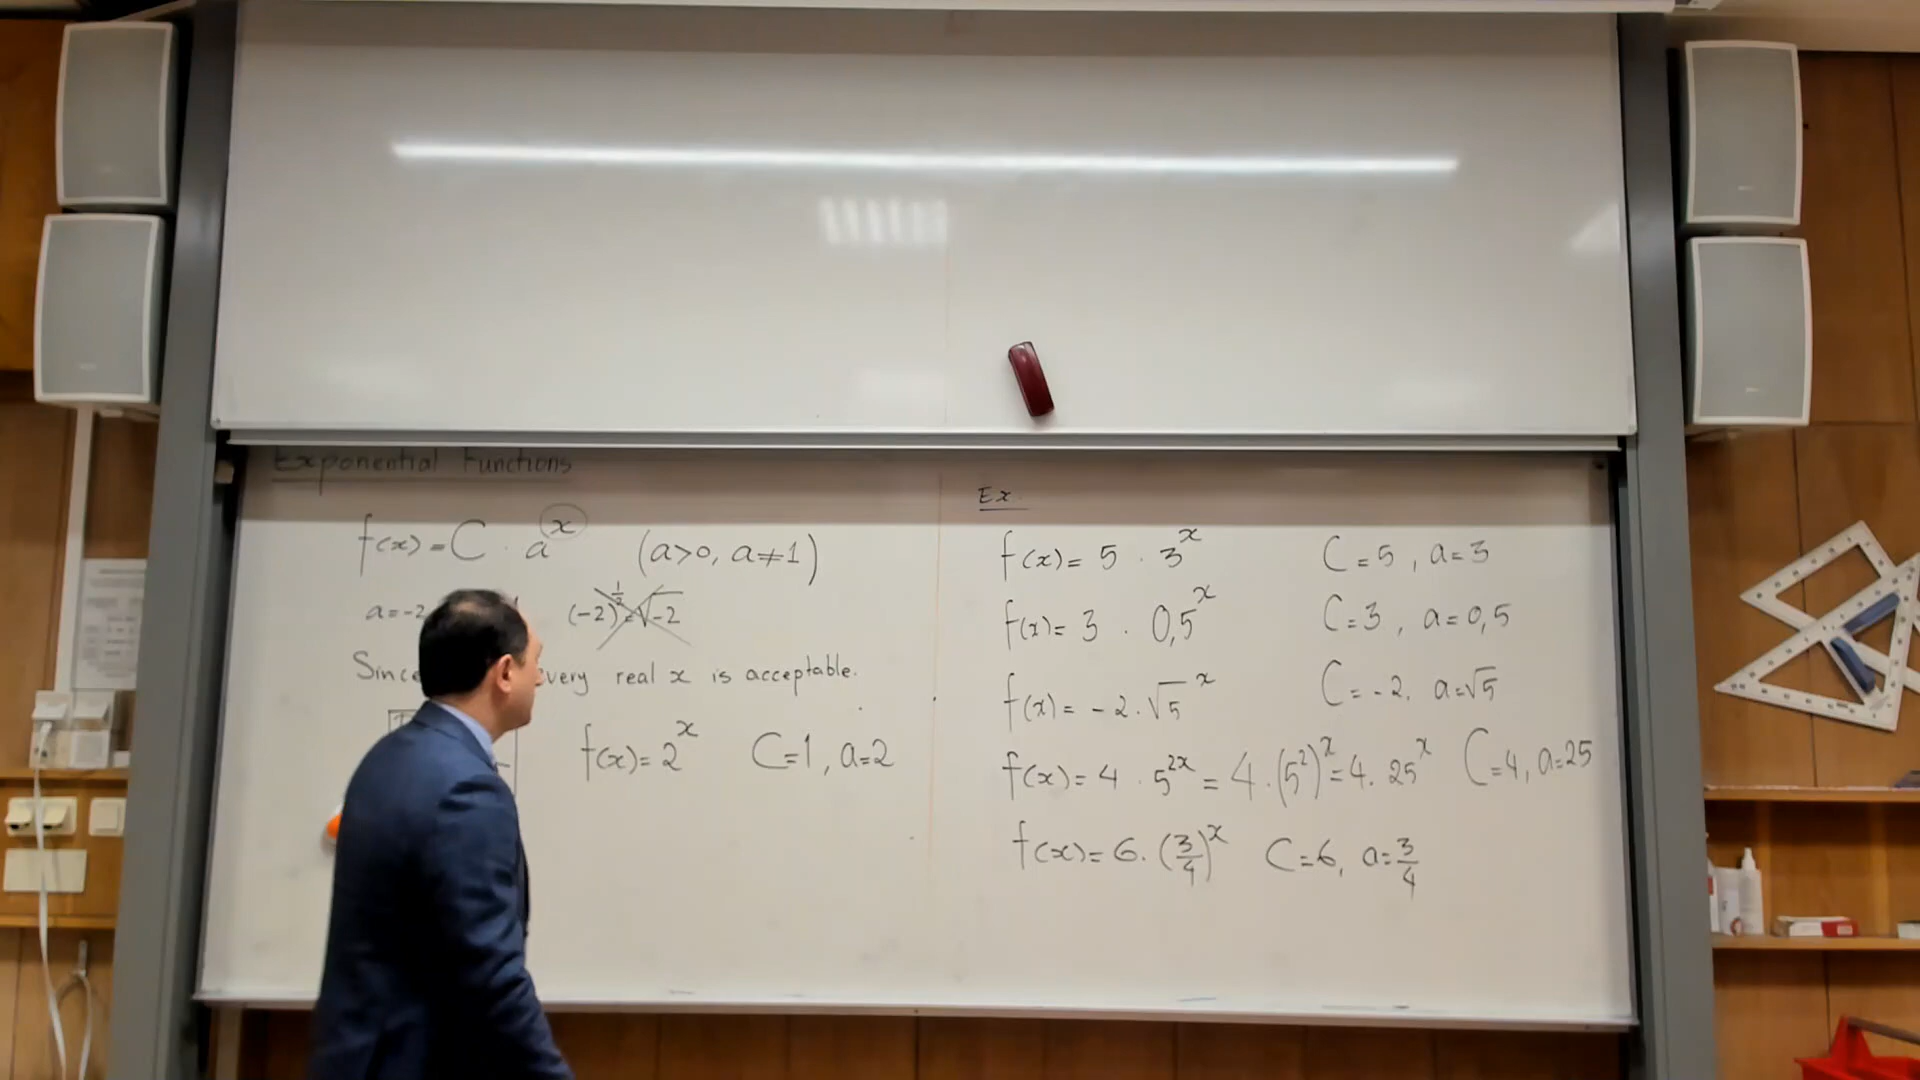 Exponential Functions
f(x) = C · a^x (a>0, a≠1)
a=-2 (-2)^1/2=√-2
Since every real x is acceptable.
f(x)= 2^x C=1, a=2
Ex.
f(x)= 5 · 3^x C=5, a=3
f(x)= 3 · 0,5^x C=3, a=0,5
f(x)= -2 · √5^x C=-2, a=√5
f(x)= 4 · 5^2x = 4 · (5^2)^x = 4 · 25^x C=4, a=25
f(x)= 6 · (3/4)^x C=6, a=3/4